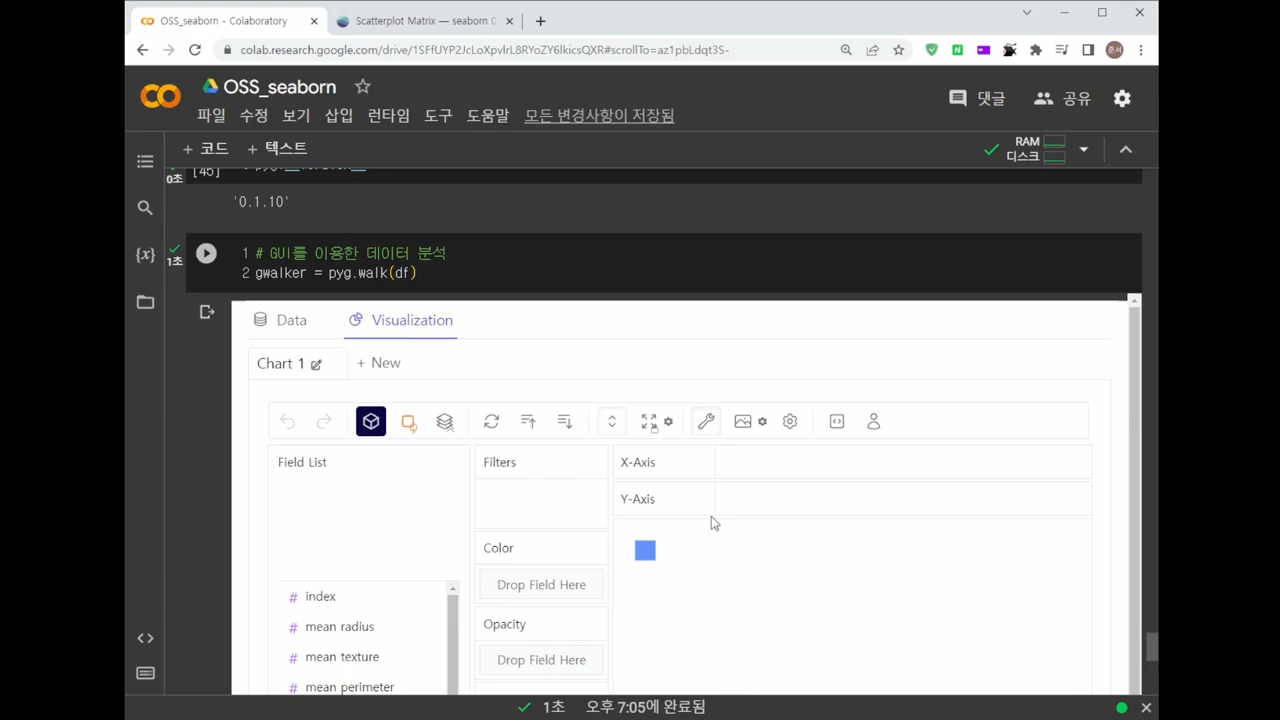 OSS_seaborn - Colaboratory
Scatterplot Matrix — seaborn 0
colab.research.google.com/drive/1SFfUYP2JcLoXpvlrL8RYoZY6lkicsQXR#scrollTo=az1pbLdqt3S-
준서
OSS_seaborn
댓글
공유
파일 수정 보기 삽입 런타임 도구 도움말 모든 변경사항이 저장됨
+ 코드 + 텍스트
RAM
디스크
0초
[45]
'0.1.10'
1초
1 # GUI를 이용한 데이터 분석
2 gwalker = pyg.walk(df)
Data
Visualization
Chart 1
+ New
Field List
Filters
X-Axis
Y-Axis
Color
Drop Field Here
# index
Opacity
# mean radius
# mean texture
Drop Field Here
# mean perimeter
1초 오후 7:05에 완료됨